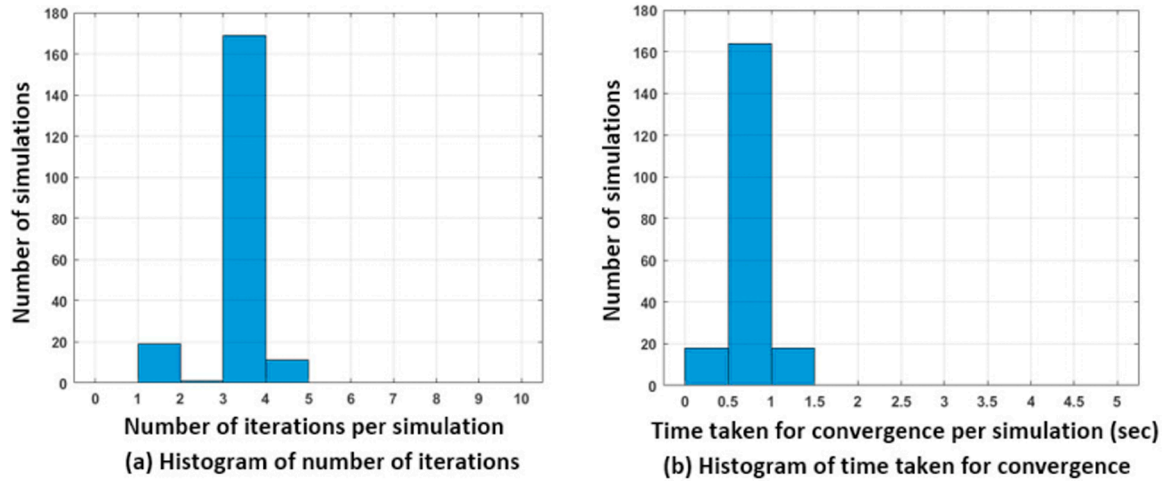 180
160
140
120
100
80
60
40
20
0
Number of simulations
0 1 2 3 4 5 6 7 8 9 10
Number of iterations per simulation
(a) Histogram of number of iterations
180
160
140
120
100
80
60
40
20
0
Number of simulations
0 0.5 1 1.5 2 2.5 3 3.5 4 4.5 5
Time taken for convergence per simulation (sec)
(b) Histogram of time taken for convergence